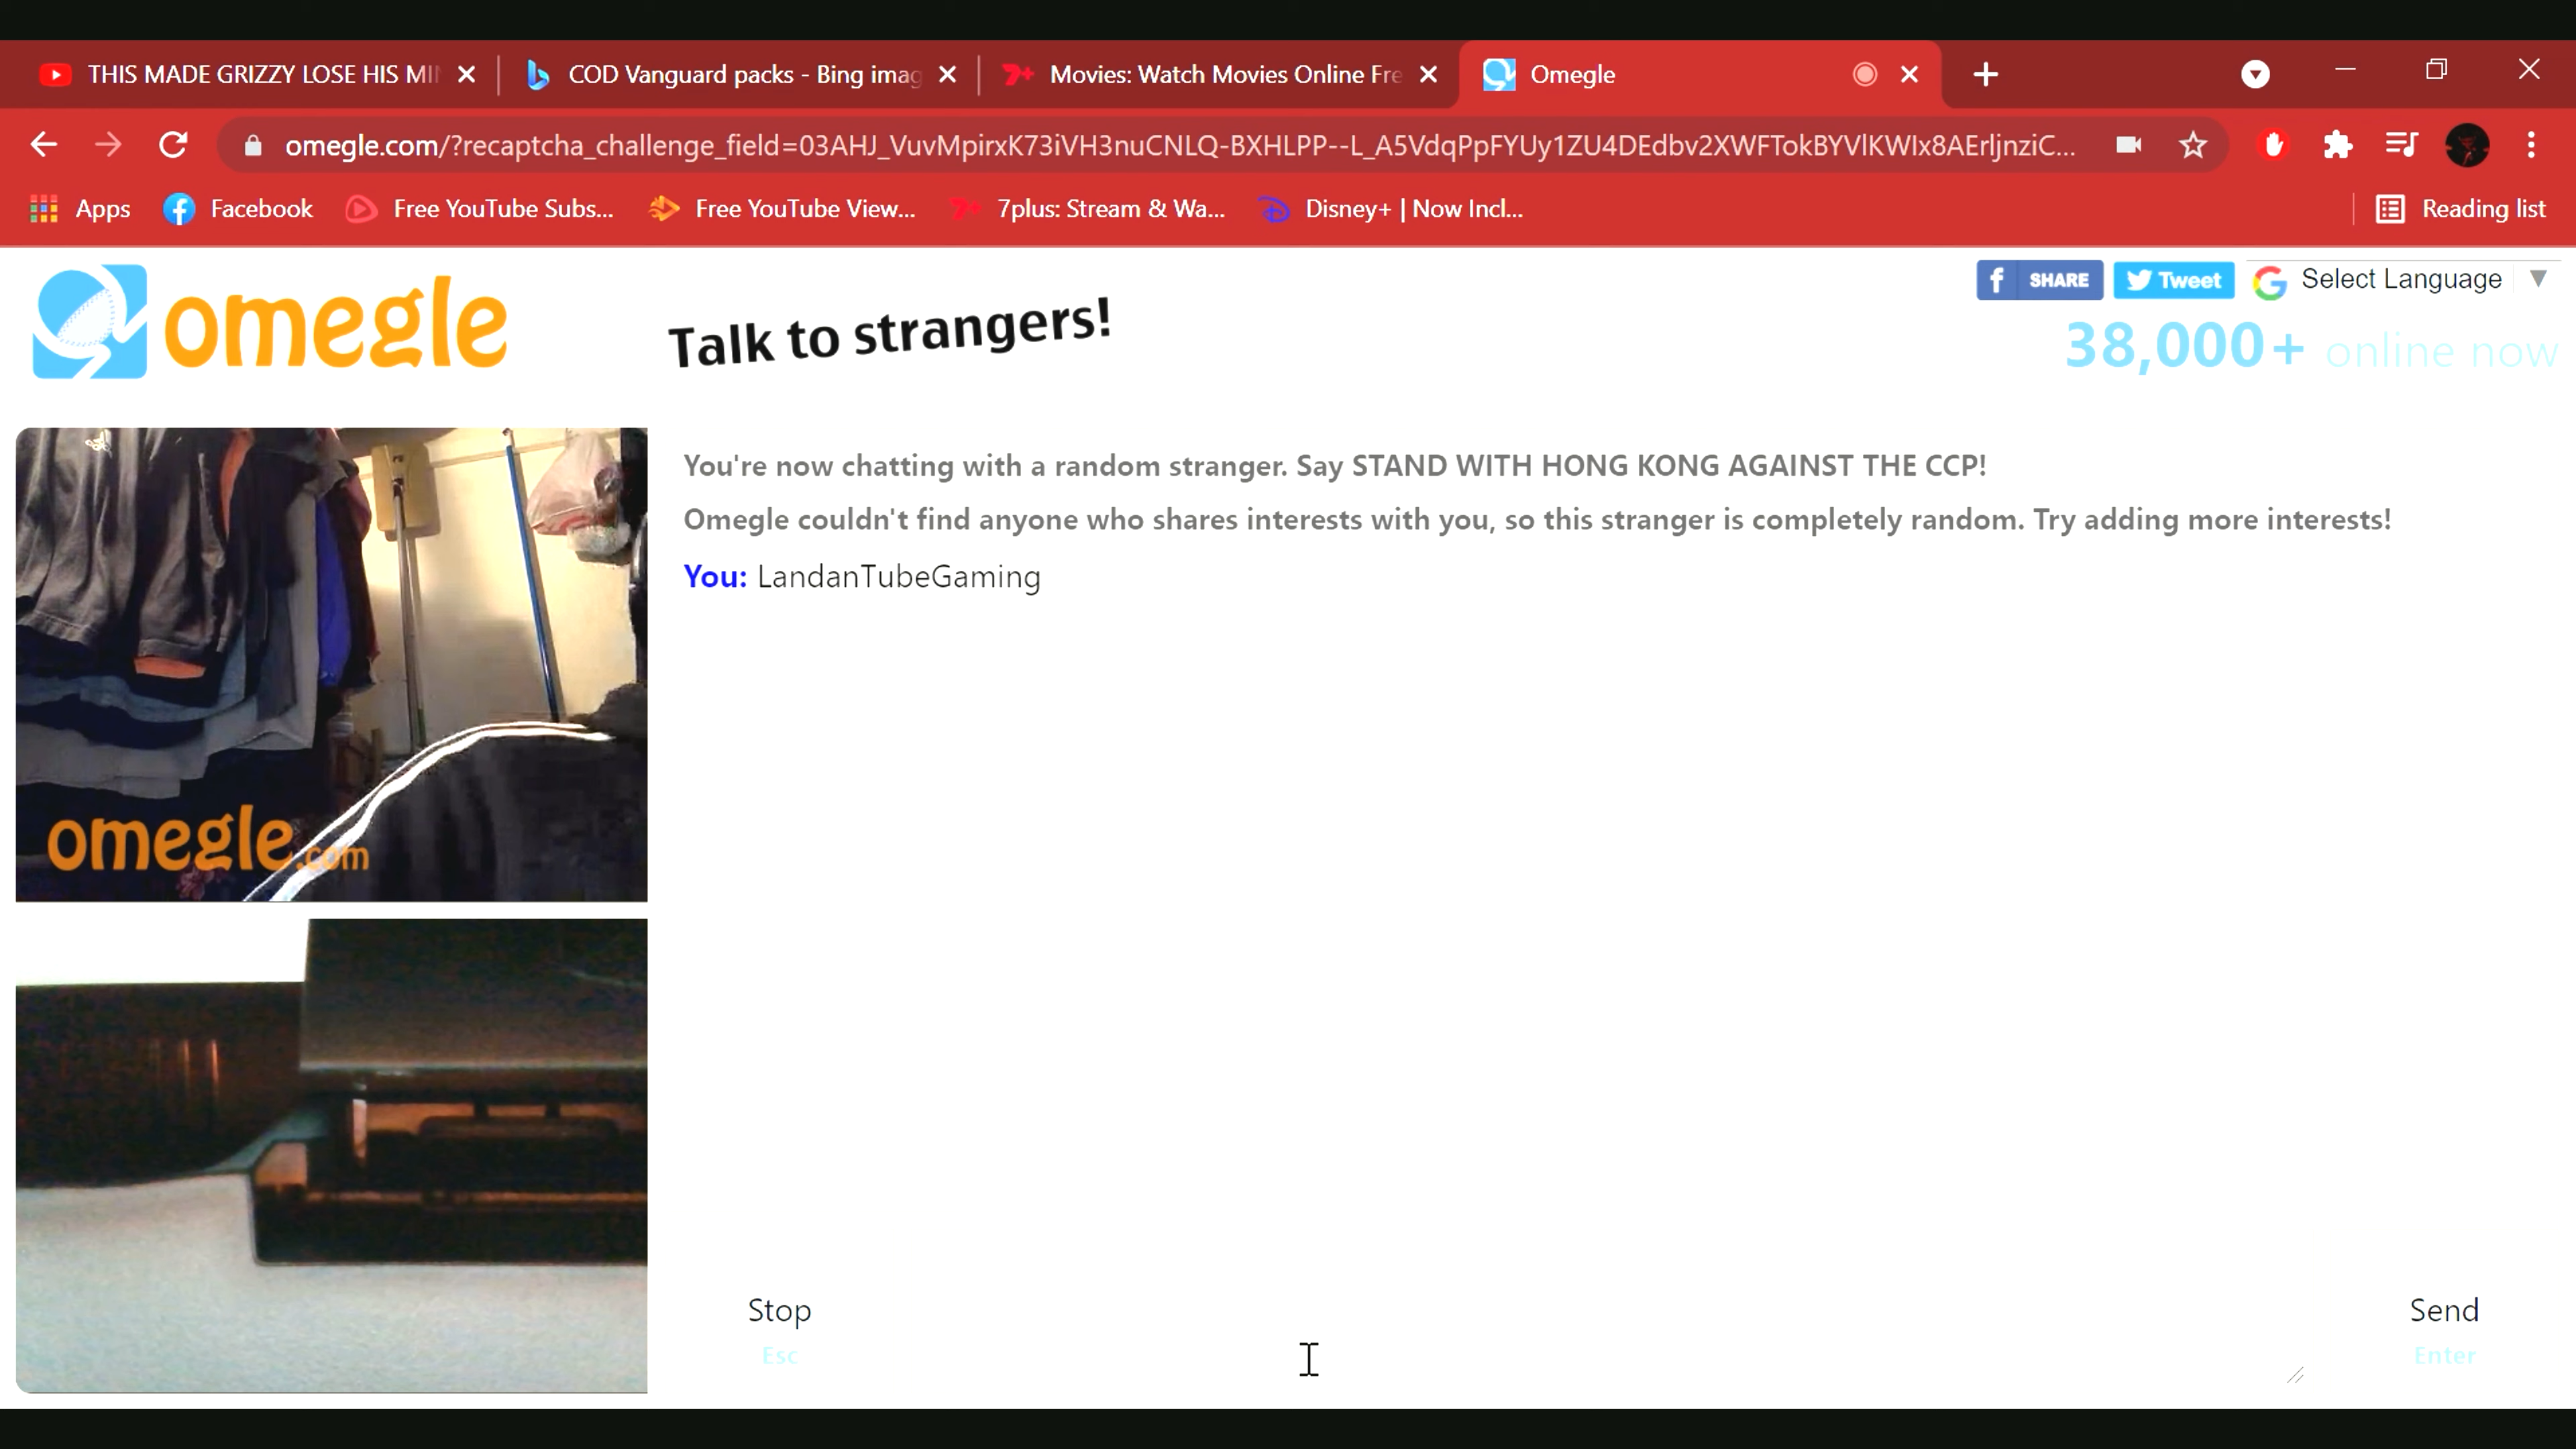 THIS MADE GRIZZY LOSE HIS MI
COD Vanguard packs - Bing imag
Movies: Watch Movies Online Fre
Omegle
omegle.com/?recaptcha_challenge_field=03AHJ_VuvMpirxK73iVH3nuCNLQ-BXHLPP--L_A5VdqPpFYUy1ZU4DEdbv2XWFTokBYVlKWIx8AErljnziC...
Apps
Facebook
Free YouTube Subs...
Free YouTube View...
7plus: Stream & Wa...
Disney+ | Now Incl...
Reading list
omegle
Talk to strangers!
SHARE
Tweet
Select Language
38,000+ online now
You're now chatting with a random stranger. Say STAND WITH HONG KONG AGAINST THE CCP!
Omegle couldn't find anyone who shares interests with you, so this stranger is completely random. Try adding more interests!
You: LandanTubeGaming
omegle.com
Stop
Esc
Send
Enter